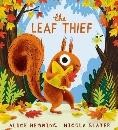 the
LEAF THIEF
ALICE HEMMING NICOLA SLATER